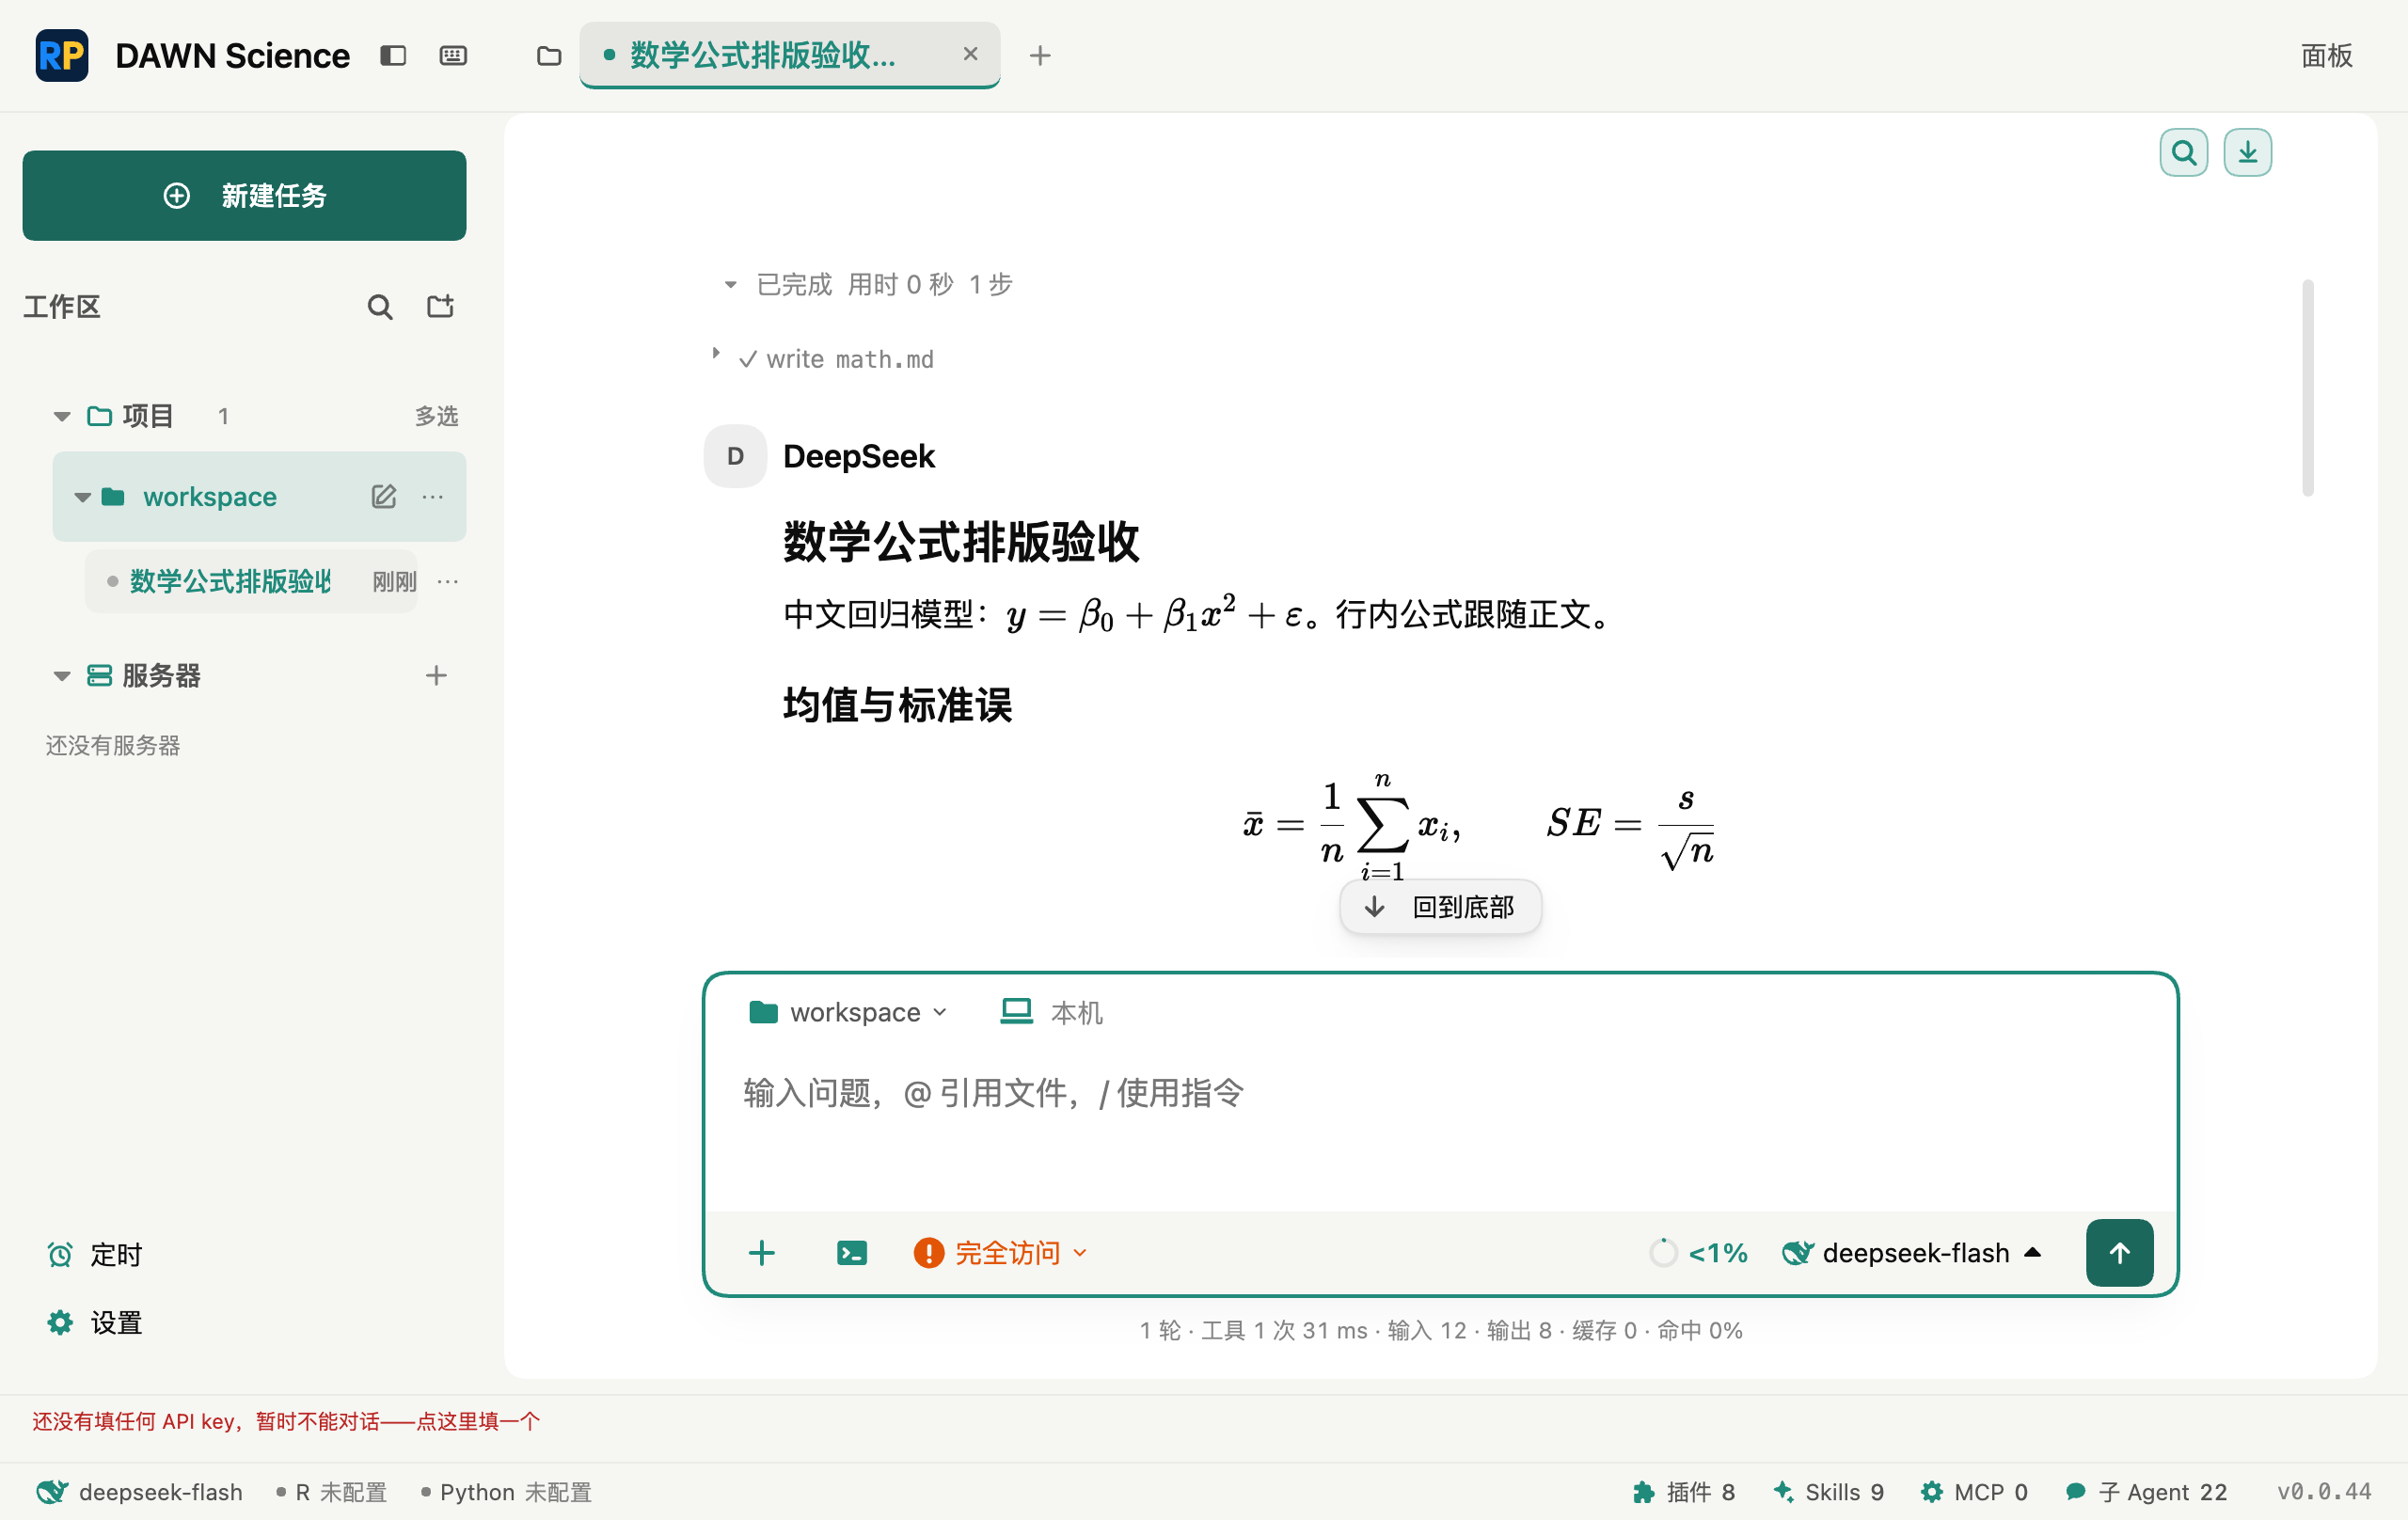 RP DAWN Science
数学公式排版验收...
面板
新建任务
工作区
项目 1 多选
workspace
数学公式排版验收 刚刚
服务器
还没有服务器
定时
设置
已完成 用时 0 秒 1 步
write math.md
D DeepSeek
数学公式排版验收
中文回归模型：y = β₀ + β₁x² + ε。行内公式跟随正文。
均值与标准误
x̄ = \frac{1}{n} \sum_{i=1}^{n} x_i, SE = \frac{s}{\sqrt{n}}
回到底部
workspace 本机
输入问题，@ 引用文件，/ 使用指令
完全访问 <1% deepseek-flash
1 轮 · 工具 1 次 31 ms · 输入 12 · 输出 8 · 缓存 0 · 命中 0%
还没有填任何 API key，暂时不能对话——点这里填一个
deepseek-flash R 未配置 Python 未配置 插件 8 Skills 9 MCP 0 子 Agent 22 v0.0.44